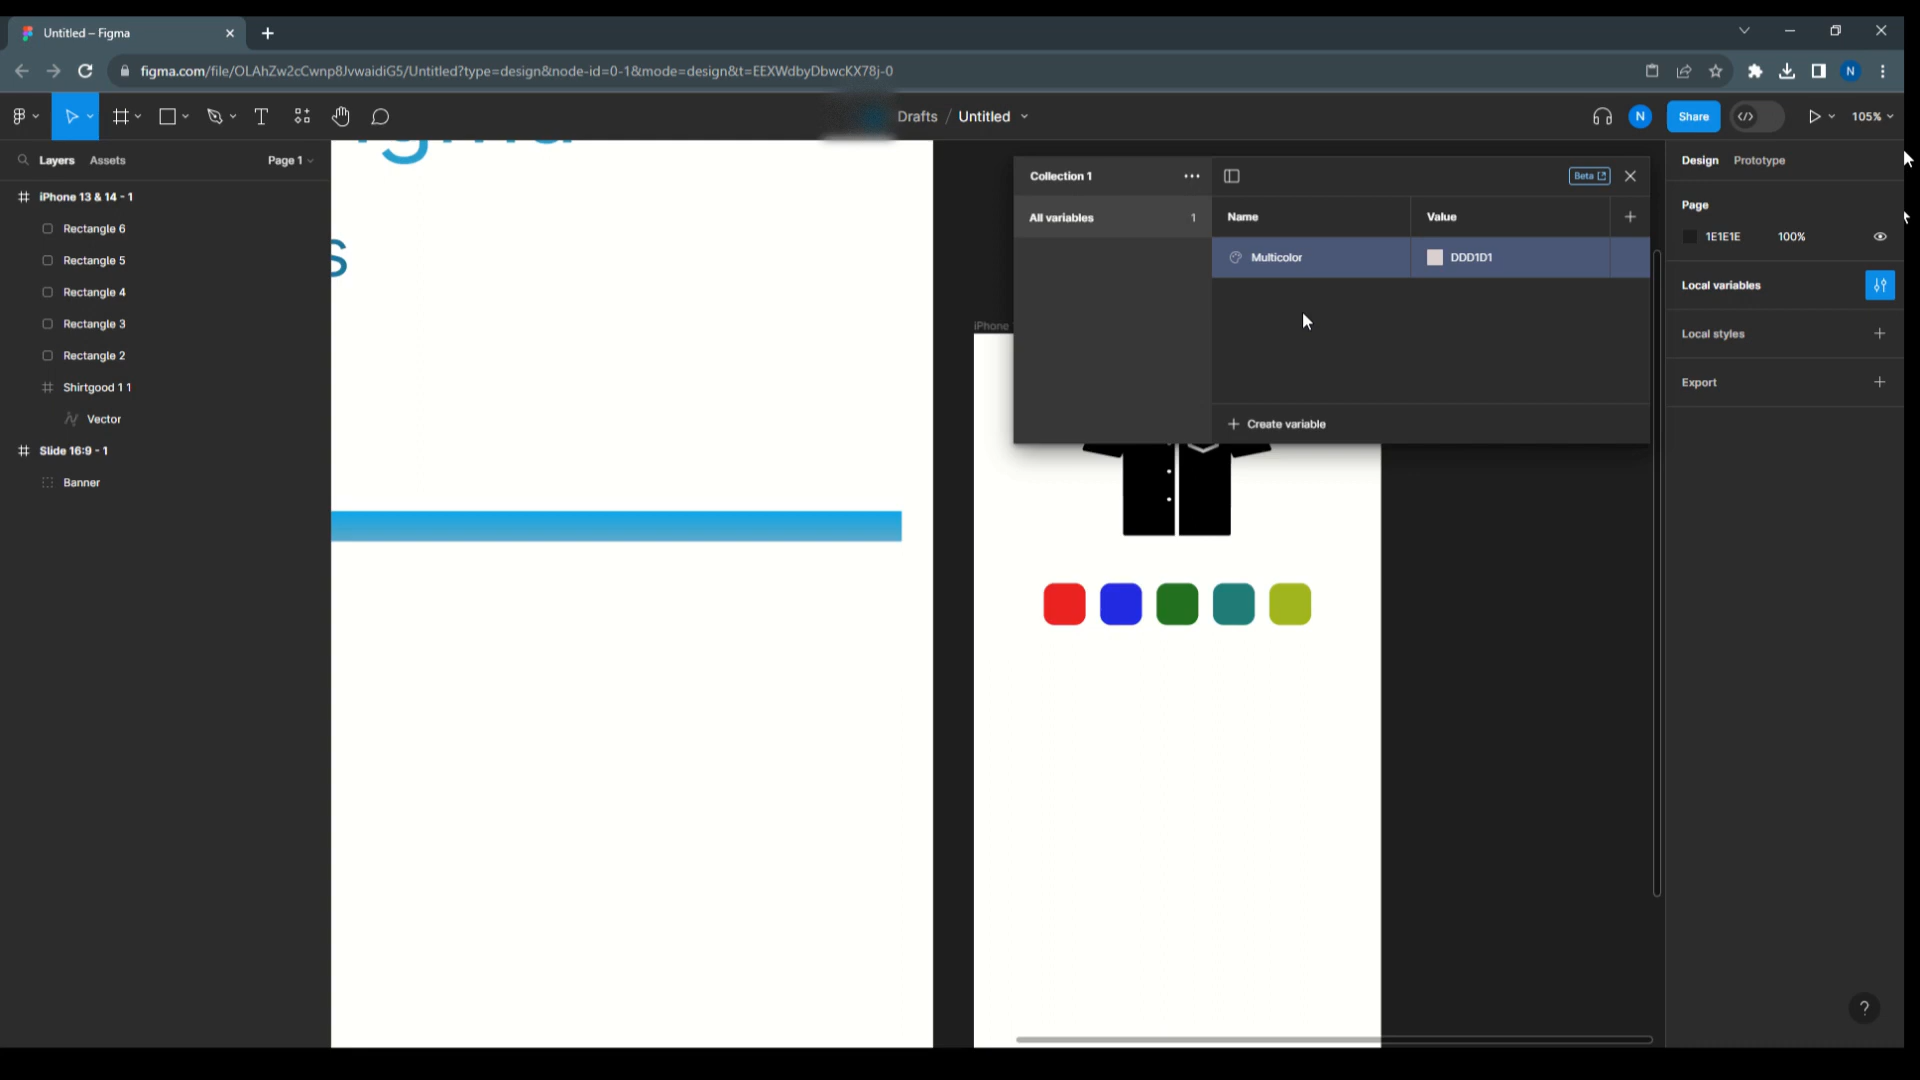 Untitled – Figma
figma.com/file/OLAhZw2cCwnp8JvwaidiG5/Untitled?type=design&node-id=0-1&mode=design&t=EEXWdbyDbwcKX78j-0
N
Drafts / Untitled
N
Share
105%
Layers
Assets
Page 1
iPhone 13 & 14 - 1
Rectangle 6
Rectangle 5
Rectangle 4
Rectangle 3
Rectangle 2
Shirtgood 1 1
Vector
Slide 16:9 - 1
Banner
s
iPhone
Collection 1
Beta
All variables 1
Name
Value
Multicolor
DDD1D1
Create variable
Design
Prototype
Page
1E1E1E 100%
Local variables
Local styles
Export
?